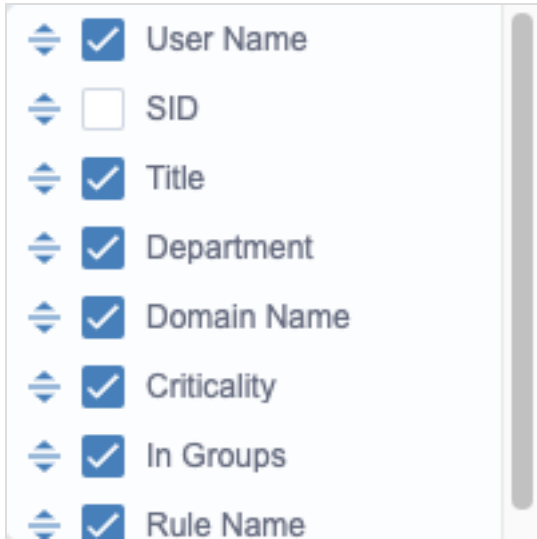 User Name
SID
Title
Department
Domain Name
Criticality
In Groups
Rule Name